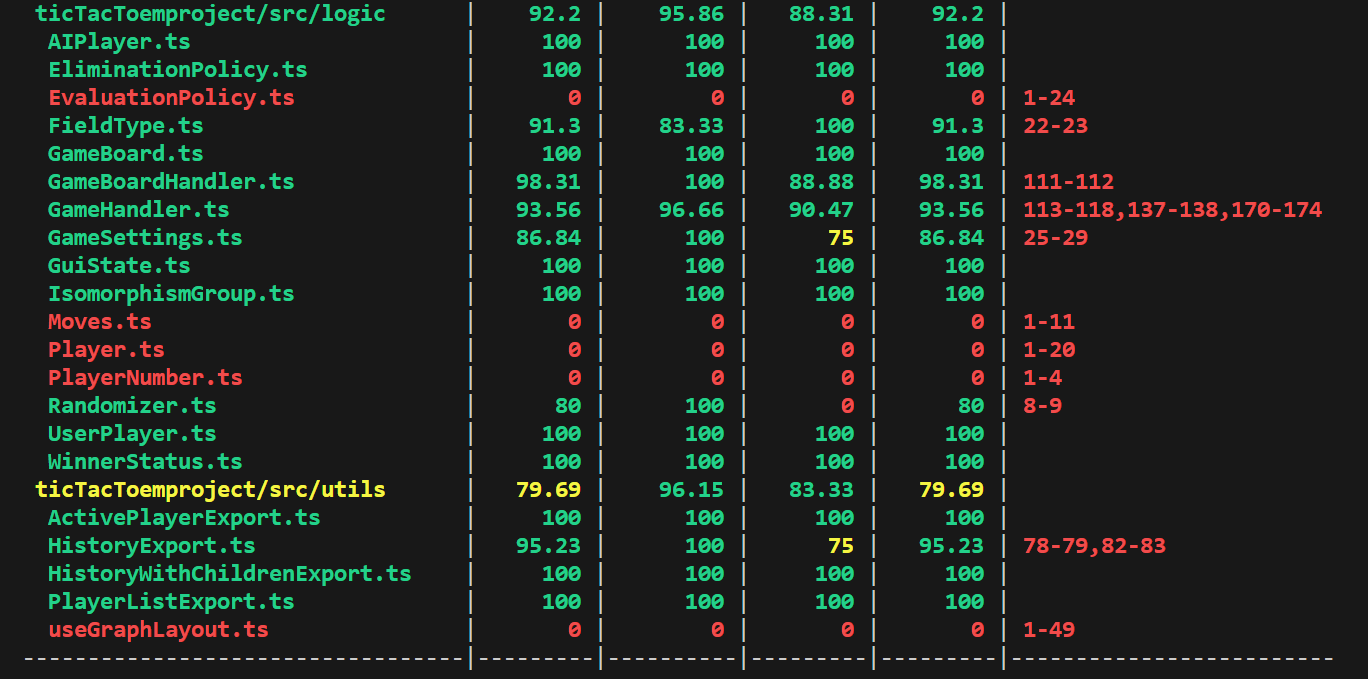 ticTacToemproject/src/logic | 92.2 | 95.86 | 88.31 | 92.2 |
AIPlayer.ts | 100 | 100 | 100 | 100 |
EliminationPolicy.ts | 100 | 100 | 100 | 100 |
EvaluationPolicy.ts | 0 | 0 | 0 | 0 | 1-24
FieldType.ts | 91.3 | 83.33 | 100 | 91.3 | 22-23
GameBoard.ts | 100 | 100 | 100 | 100 |
GameBoardHandler.ts | 98.31 | 100 | 88.88 | 98.31 | 111-112
GameHandler.ts | 93.56 | 96.66 | 90.47 | 93.56 | 113-118,137-138,170-174
GameSettings.ts | 86.84 | 100 | 75 | 86.84 | 25-29
GuiState.ts | 100 | 100 | 100 | 100 |
IsomorphismGroup.ts | 100 | 100 | 100 | 100 |
Moves.ts | 0 | 0 | 0 | 0 | 1-11
Player.ts | 0 | 0 | 0 | 0 | 1-20
PlayerNumber.ts | 0 | 0 | 0 | 0 | 1-4
Randomizer.ts | 80 | 100 | 0 | 80 | 8-9
UserPlayer.ts | 100 | 100 | 100 | 100 |
WinnerStatus.ts | 100 | 100 | 100 | 100 |
ticTacToemproject/src/utils | 79.69 | 96.15 | 83.33 | 79.69 |
ActivePlayerExport.ts | 100 | 100 | 100 | 100 |
HistoryExport.ts | 95.23 | 100 | 75 | 95.23 | 78-79,82-83
HistoryWithChildrenExport.ts | 100 | 100 | 100 | 100 |
PlayerListExport.ts | 100 | 100 | 100 | 100 |
useGraphLayout.ts | 0 | 0 | 0 | 0 | 1-49
----------------------------------|---------|----------|---------|---------|-------------------------